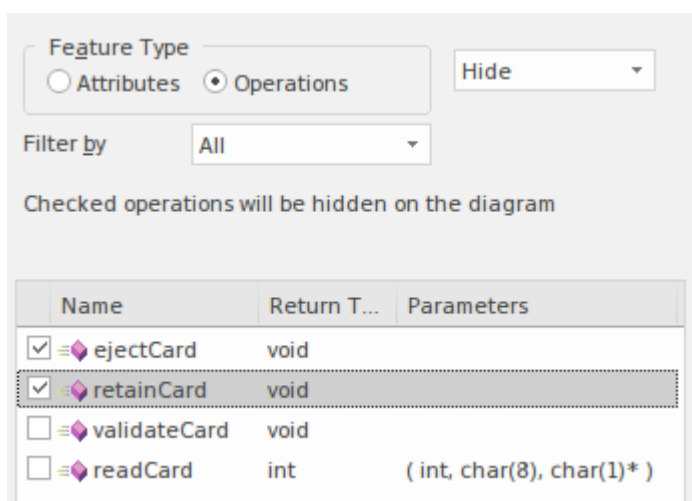 Feature Type
Attributes Operations
Hide
Filter by All
Checked operations will be hidden on the diagram
Name Return T... Parameters
ejectCard void
retainCard void
validateCard void
readCard int ( int, char(8), char(1)* )